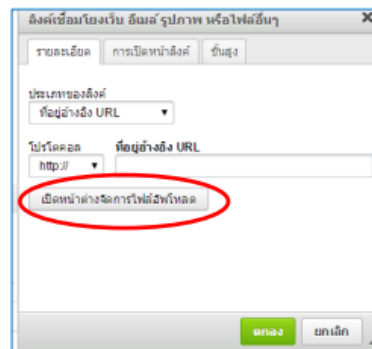 ลิงค์เชื่อมโยงเว็บ อีเมล์ รูปภาพ หรือไฟล์อื่นๆ
รายละเอียด การเปิดหน้าลิงค์ ขั้นสูง
ประเภทของลิงค์
ที่อยู่อ้างอิง URL
โปรโตคอล ที่อยู่อ้างอิง URL
http://
เปิดหน้าต่างจัดการไฟล์อัพโหลด
ตกลง ยกเลิก